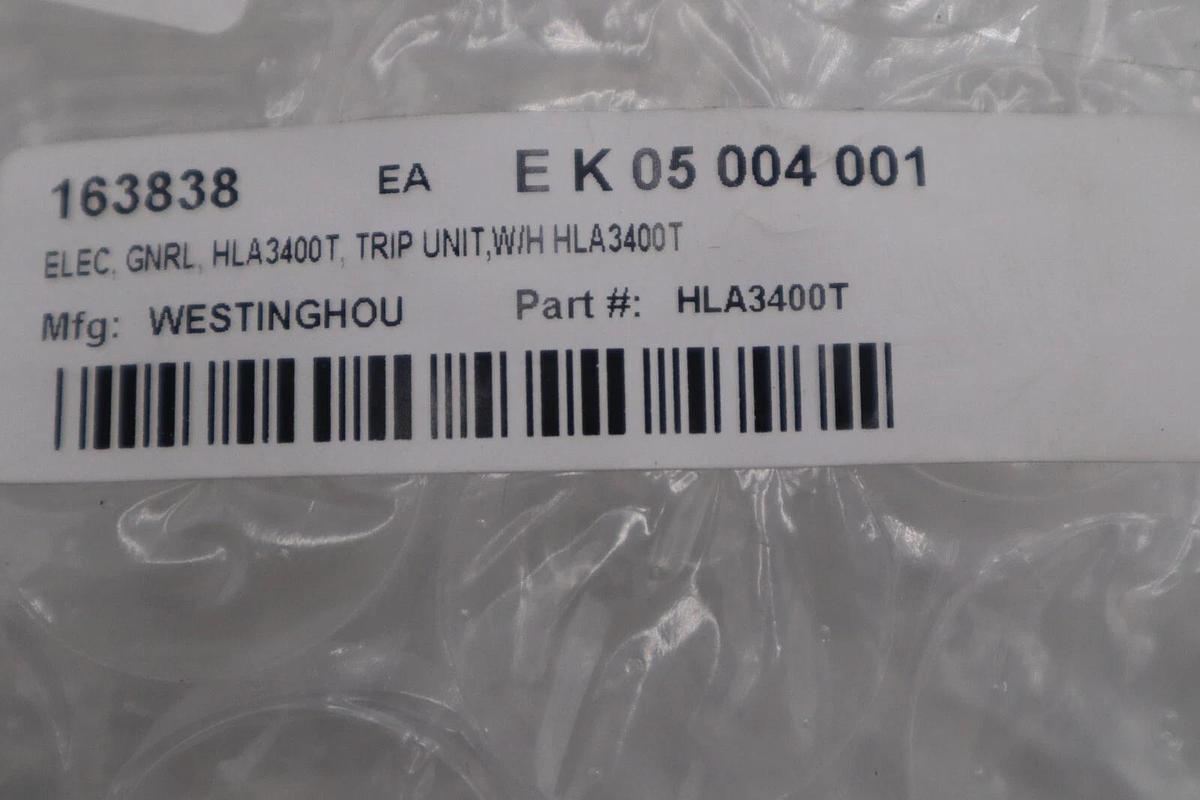 163838 EA E K 05 004 001
ELEC, GNRL, HLA3400T, TRIP UNIT,W/H HLA3400T
Mfg: WESTINGHOU Part #: HLA3400T